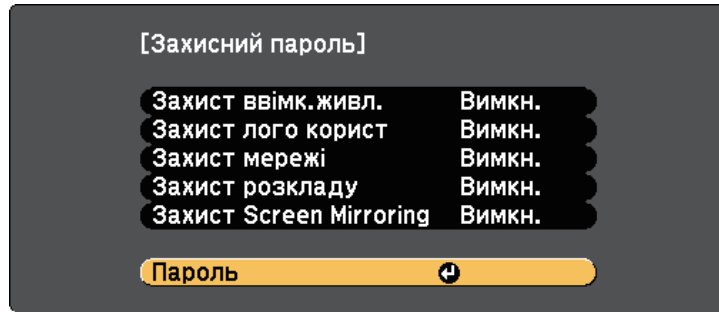 [Захисний пароль]
Захист ввімк.живл. Вимкн.
Захист лого корист Вимкн.
Захист мережі Вимкн.
Захист розкладу Вимкн.
Захист Screen Mirroring Вимкн.
Пароль